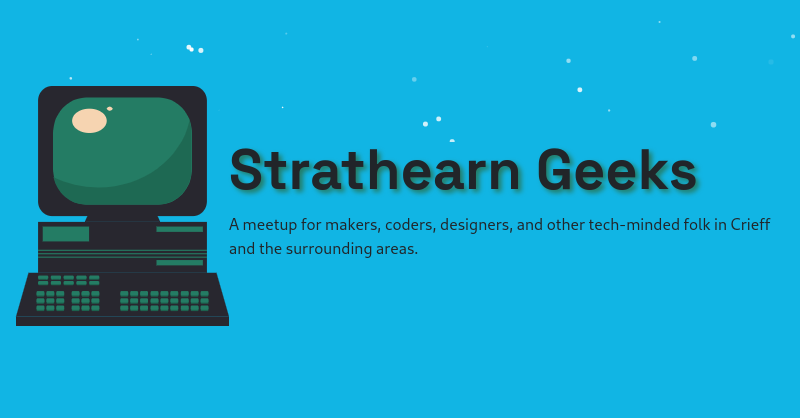 Strathearn Geeks
A meetup for makers, coders, designers, and other tech-minded folk in Crieff
and the surrounding areas.